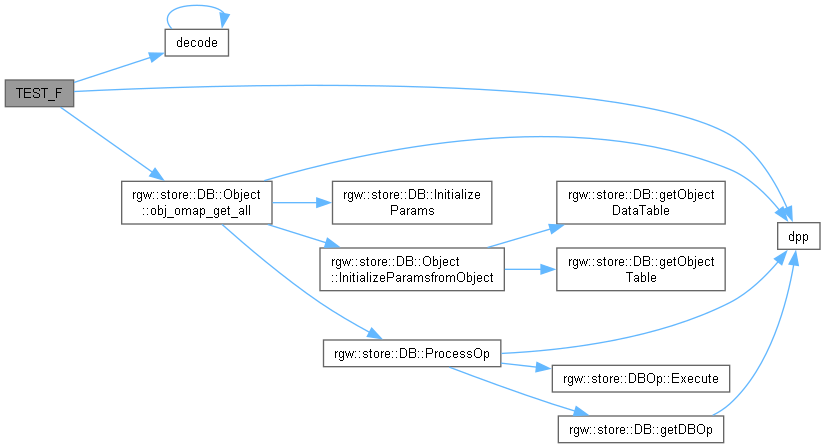 decode
TEST_F
rgw::store::DB::Object
::obj_omap_get_all
rgw::store::DB::Initialize
Params
rgw::store::DB::getObject
DataTable
dpp
rgw::store::DB::Object
::InitializeParamsfromObject
rgw::store::DB::getObject
Table
rgw::store::DB::ProcessOp
rgw::store::DBOp::Execute
rgw::store::DB::getDBOp